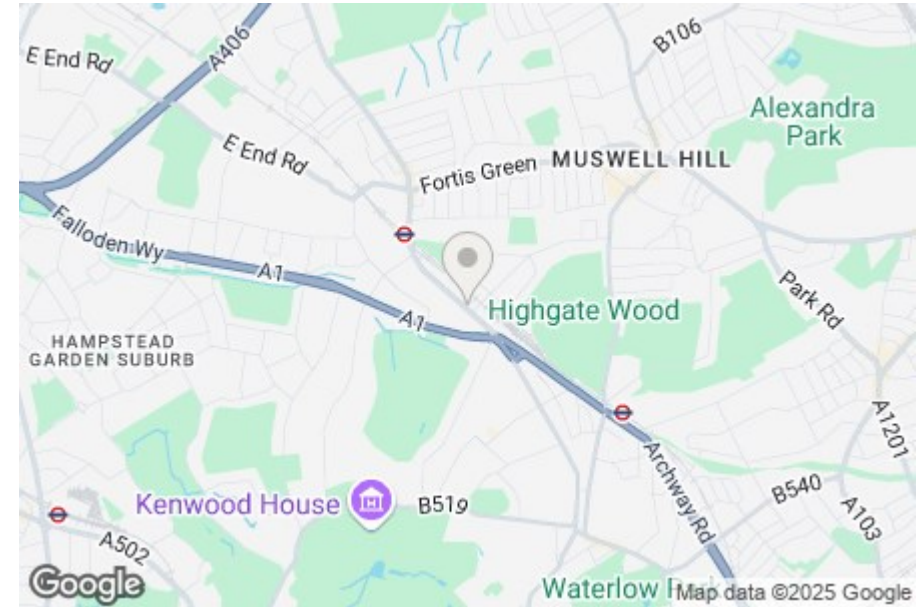 B106
A406
E End Rd
Alexandra
Park
E End Rd
Fortis Green
MUSWELL HILL
Falloden Wy
A1
A1
Park Rd
Highgate Wood
HAMPSTEAD
GARDEN SUBURB
A1201
Archway Rd
Kenwood House
B519
B540
A103
A502
Google
Waterlow Park
Map data ©2025 Google